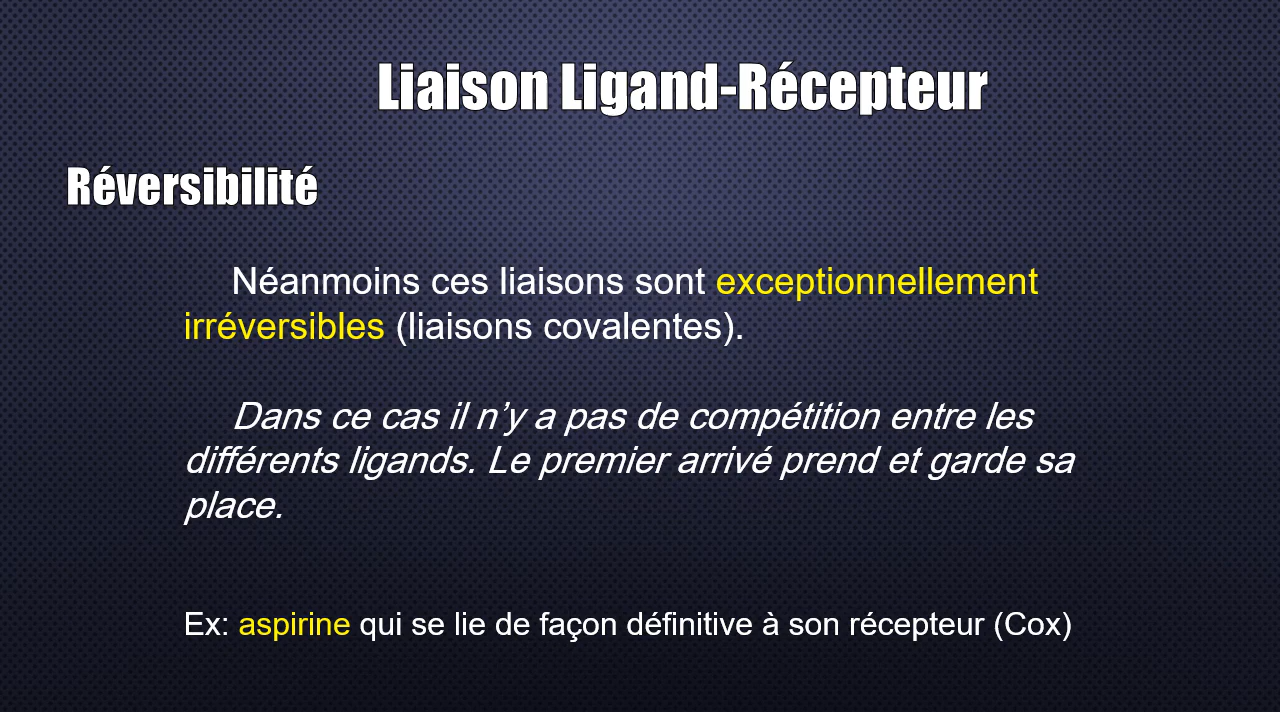 Liaison Ligand-Récepteur
Réversibilité
Néanmoins ces liaisons sont exceptionnellement
irréversibles (liaisons covalentes).
Dans ce cas il n’y a pas de compétition entre les
différents ligands. Le premier arrivé prend et garde sa
place.
Ex: aspirine qui se lie de façon définitive à son récepteur (Cox)